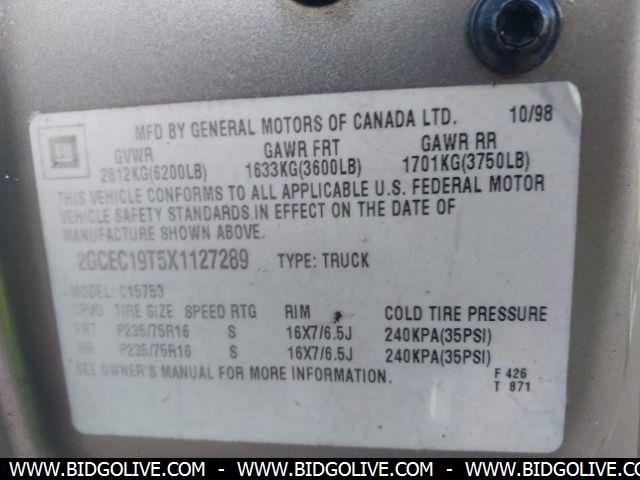 MFD BY GENERAL MOTORS OF CANADA LTD. 10/98
GM
GVWR GAWR FRT GAWR RR
2812KG(6200LB) 1633KG(3600LB) 1701KG(3750LB)
THIS VEHICLE CONFORMS TO ALL APPLICABLE U.S. FEDERAL MOTOR
VEHICLE SAFETY STANDARDS IN EFFECT ON THE DATE OF
MANUFACTURE SHOWN ABOVE.
2GCEC19T5X1127289 TYPE: TRUCK
MODEL: C15753
CPVG TIRE SIZE SPEED RTG RIM COLD TIRE PRESSURE
FRT P235/75R16 S 16X7/6.5J 240KPA(35PSI)
RR P235/75R16 S 16X7/6.5J 240KPA(35PSI)
SEE OWNER'S MANUAL FOR MORE INFORMATION.
F 426
T 871
WWW.BIDGOLIVE.COM - WWW.BIDGOLIVE.COM - WWW.BIDGOLIVE.COM